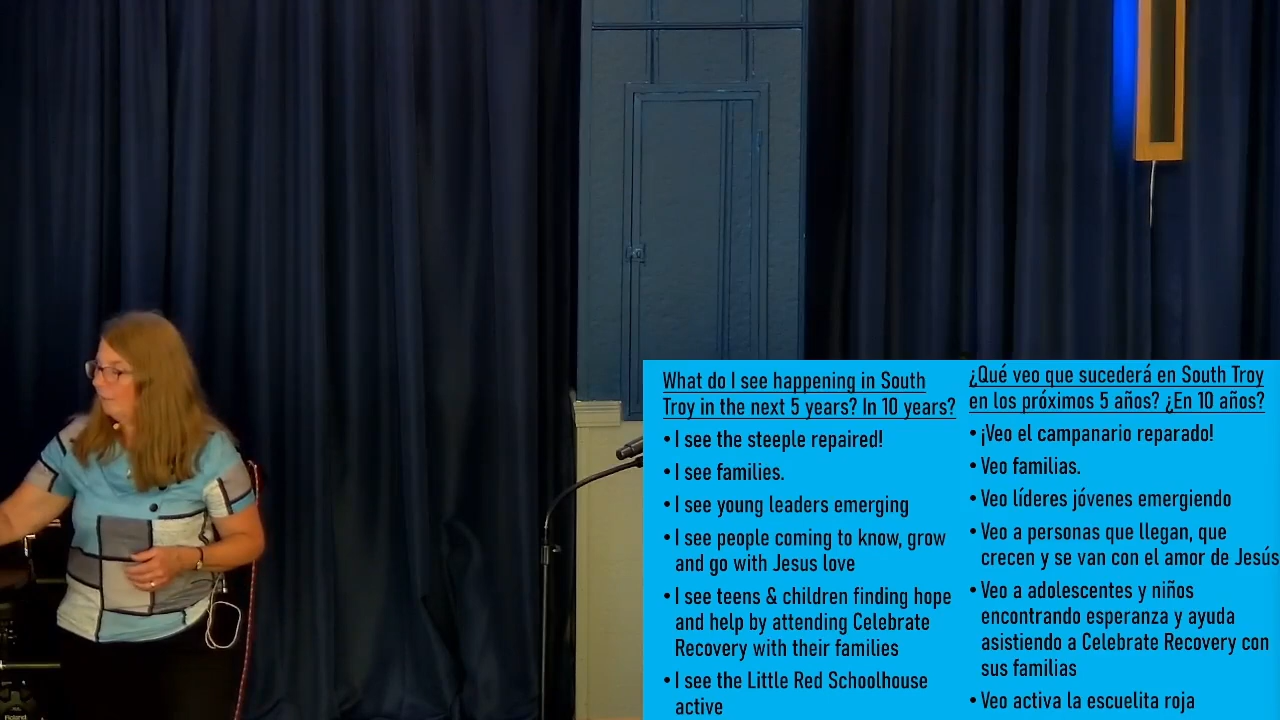 What do I see happening in South
Troy in the next 5 years? In 10 years?
• I see the steeple repaired!
• I see families.
• I see young leaders emerging
• I see people coming to know, grow
and go with Jesus love
• I see teens & children finding hope
and help by attending Celebrate
Recovery with their families
• I see the Little Red Schoolhouse
active
¿Qué veo que sucederá en South Troy
en los próximos 5 años? ¿En 10 años?
• ¡Veo el campanario reparado!
• Veo familias.
• Veo líderes jóvenes emergiendo
• Veo a personas que llegan, que
crecen y se van con el amor de Jesús
• Veo a adolescentes y niños
encontrando esperanza y ayuda
asistiendo a Celebrate Recovery con
sus familias
• Veo activa la escuelita roja
Roland